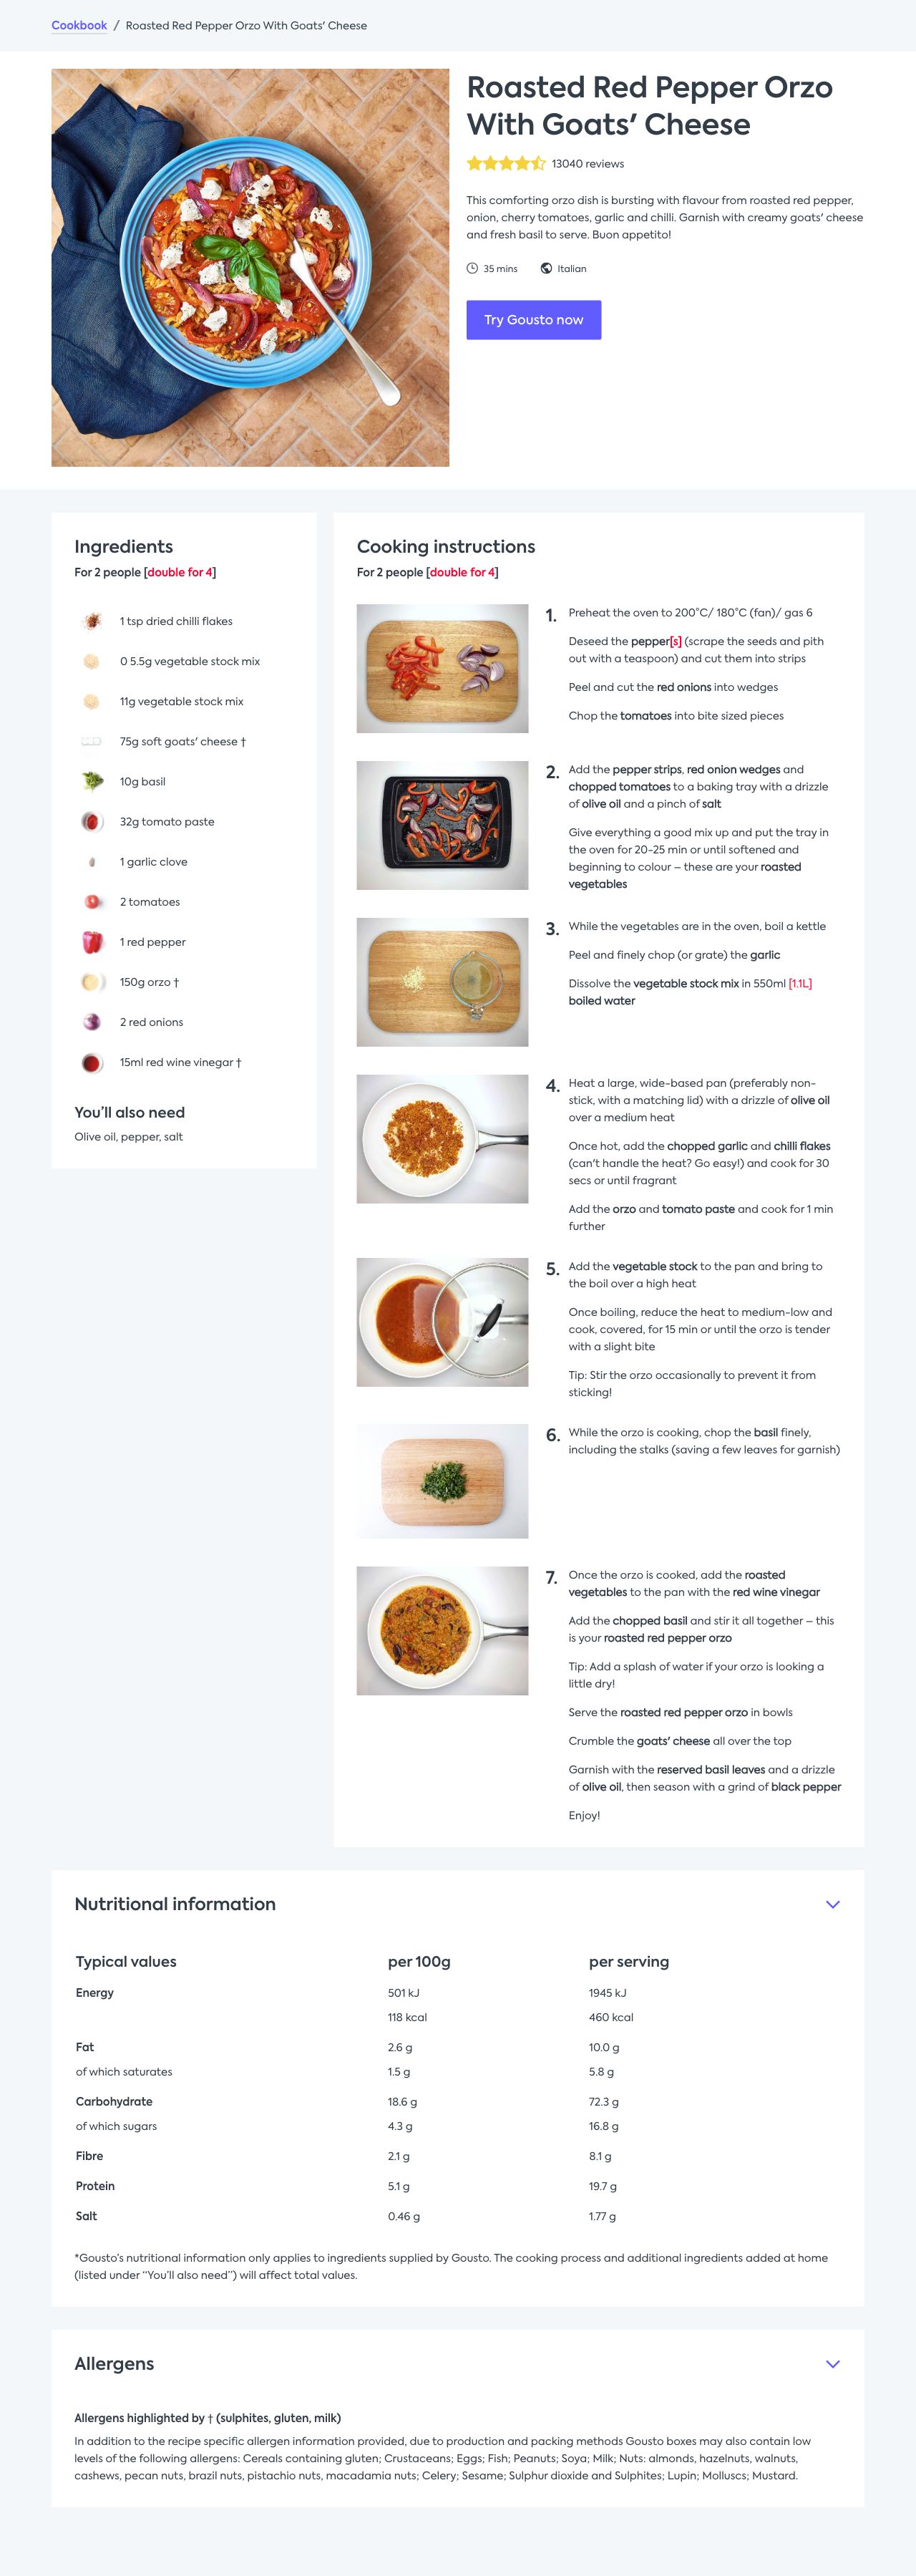 Cookbook / Roasted Red Pepper Orzo With Goats' Cheese
Roasted Red Pepper Orzo
With Goats' Cheese
13040 reviews
This comforting orzo dish is bursting with flavour from roasted red pepper,
onion, cherry tomatoes, garlic and chilli. Garnish with creamy goats' cheese
and fresh basil to serve. Buon appetito!
35 mins Italian
Try Gousto now
Ingredients
For 2 people [double for 4]
1 tsp dried chilli flakes
0 5.5g vegetable stock mix
11g vegetable stock mix
75g soft goats' cheese †
10g basil
32g tomato paste
1 garlic clove
2 tomatoes
1 red pepper
150g orzo †
2 red onions
15ml red wine vinegar †
You'll also need
Olive oil, pepper, salt
Cooking instructions
For 2 people [double for 4]
1. Preheat the oven to 200°C/ 180°C (fan)/ gas 6
Deseed the pepper[s] (scrape the seeds and pith
out with a teaspoon) and cut them into strips
Peel and cut the red onions into wedges
Chop the tomatoes into bite sized pieces
2. Add the pepper strips, red onion wedges and
chopped tomatoes to a baking tray with a drizzle
of olive oil and a pinch of salt
Give everything a good mix up and put the tray in
the oven for 20-25 min or until softened and
beginning to colour – these are your roasted
vegetables
3. While the vegetables are in the oven, boil a kettle
Peel and finely chop (or grate) the garlic
Dissolve the vegetable stock mix in 550ml [1.1L]
boiled water
4. Heat a large, wide-based pan (preferably non-
stick, with a matching lid) with a drizzle of olive oil
over a medium heat
Once hot, add the chopped garlic and chilli flakes
(can't handle the heat? Go easy!) and cook for 30
secs or until fragrant
Add the orzo and tomato paste and cook for 1 min
further
5. Add the vegetable stock to the pan and bring to
the boil over a high heat
Once boiling, reduce the heat to medium-low and
cook, covered, for 15 min or until the orzo is tender
with a slight bite
Tip: Stir the orzo occasionally to prevent it from
sticking!
6. While the orzo is cooking, chop the basil finely,
including the stalks (saving a few leaves for garnish)
7. Once the orzo is cooked, add the roasted
vegetables to the pan with the red wine vinegar
Add the chopped basil and stir it all together – this
is your roasted red pepper orzo
Tip: Add a splash of water if your orzo is looking a
little dry!
Serve the roasted red pepper orzo in bowls
Crumble the goats' cheese all over the top
Garnish with the reserved basil leaves and a drizzle
of olive oil, then season with a grind of black pepper
Enjoy!
Nutritional information
Typical values per 100g per serving
Energy 501 kJ 1945 kJ
118 kcal 460 kcal
Fat 2.6 g 10.0 g
of which saturates 1.5 g 5.8 g
Carbohydrate 18.6 g 72.3 g
of which sugars 4.3 g 16.8 g
Fibre 2.1 g 8.1 g
Protein 5.1 g 19.7 g
Salt 0.46 g 1.77 g
*Gousto's nutritional information only applies to ingredients supplied by Gousto. The cooking process and additional ingredients added at home
(listed under “You'll also need”) will affect total values.
Allergens
Allergens highlighted by † (sulphites, gluten, milk)
In addition to the recipe specific allergen information provided, due to production and packing methods Gousto boxes may also contain low
levels of the following allergens: Cereals containing gluten; Crustaceans; Eggs; Fish; Peanuts; Soya; Milk; Nuts: almonds, hazelnuts, walnuts,
cashews, pecan nuts, brazil nuts, pistachio nuts, macadamia nuts; Celery; Sesame; Sulphur dioxide and Sulphites; Lupin; Molluscs; Mustard.